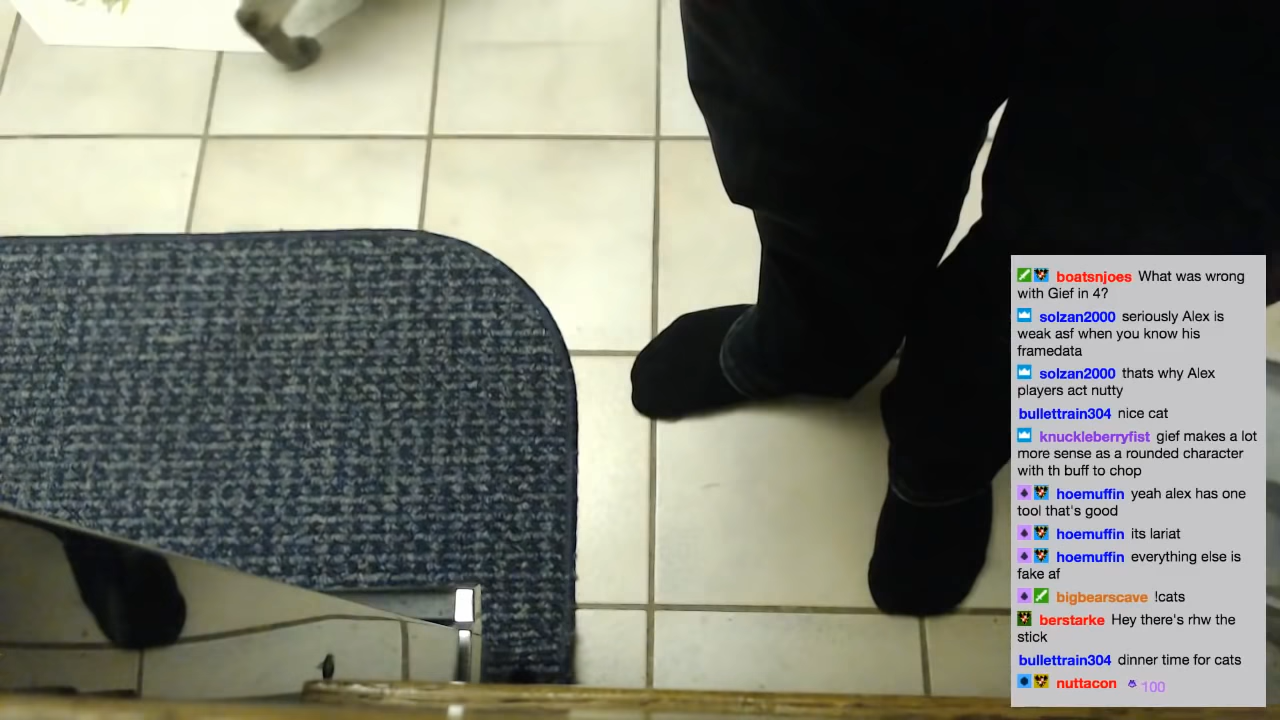 boatsnjoes What was wrong
with Gief in 4?
solzan2000 seriously Alex is
weak asf when you know his
framedata
solzan2000 thats why Alex
players act nutty
bullettrain304 nice cat
knuckleberryfist gief makes a lot
more sense as a rounded character
with th buff to chop
hoemuffin yeah alex has one
tool that's good
hoemuffin its lariat
hoemuffin everything else is
fake af
bigbearscave !cats
berstarke Hey there's rhw the
stick
bullettrain304 dinner time for cats
nuttacon 100